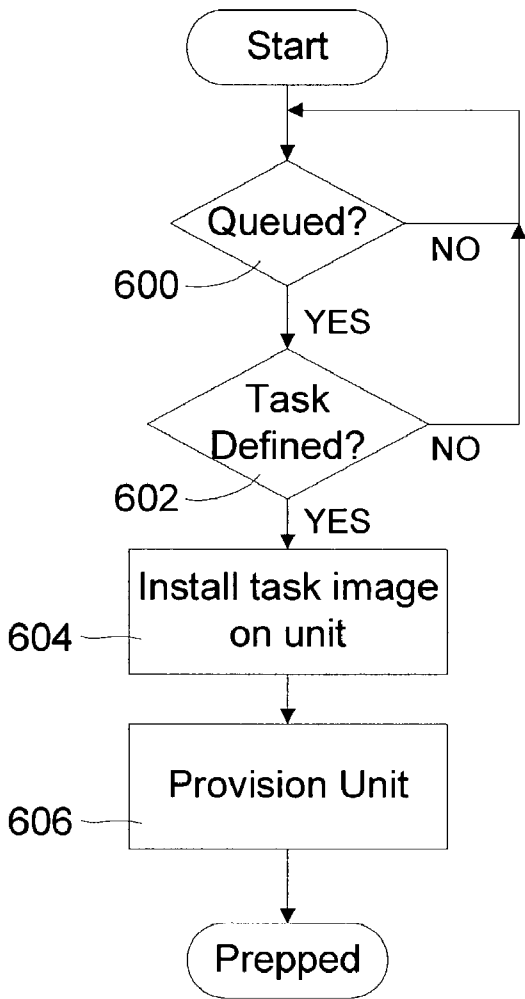 Start
Queued?
NO
600
YES
Task
Defined?
NO
602
YES
Install task image
on unit
604
Provision Unit
606
Prepped